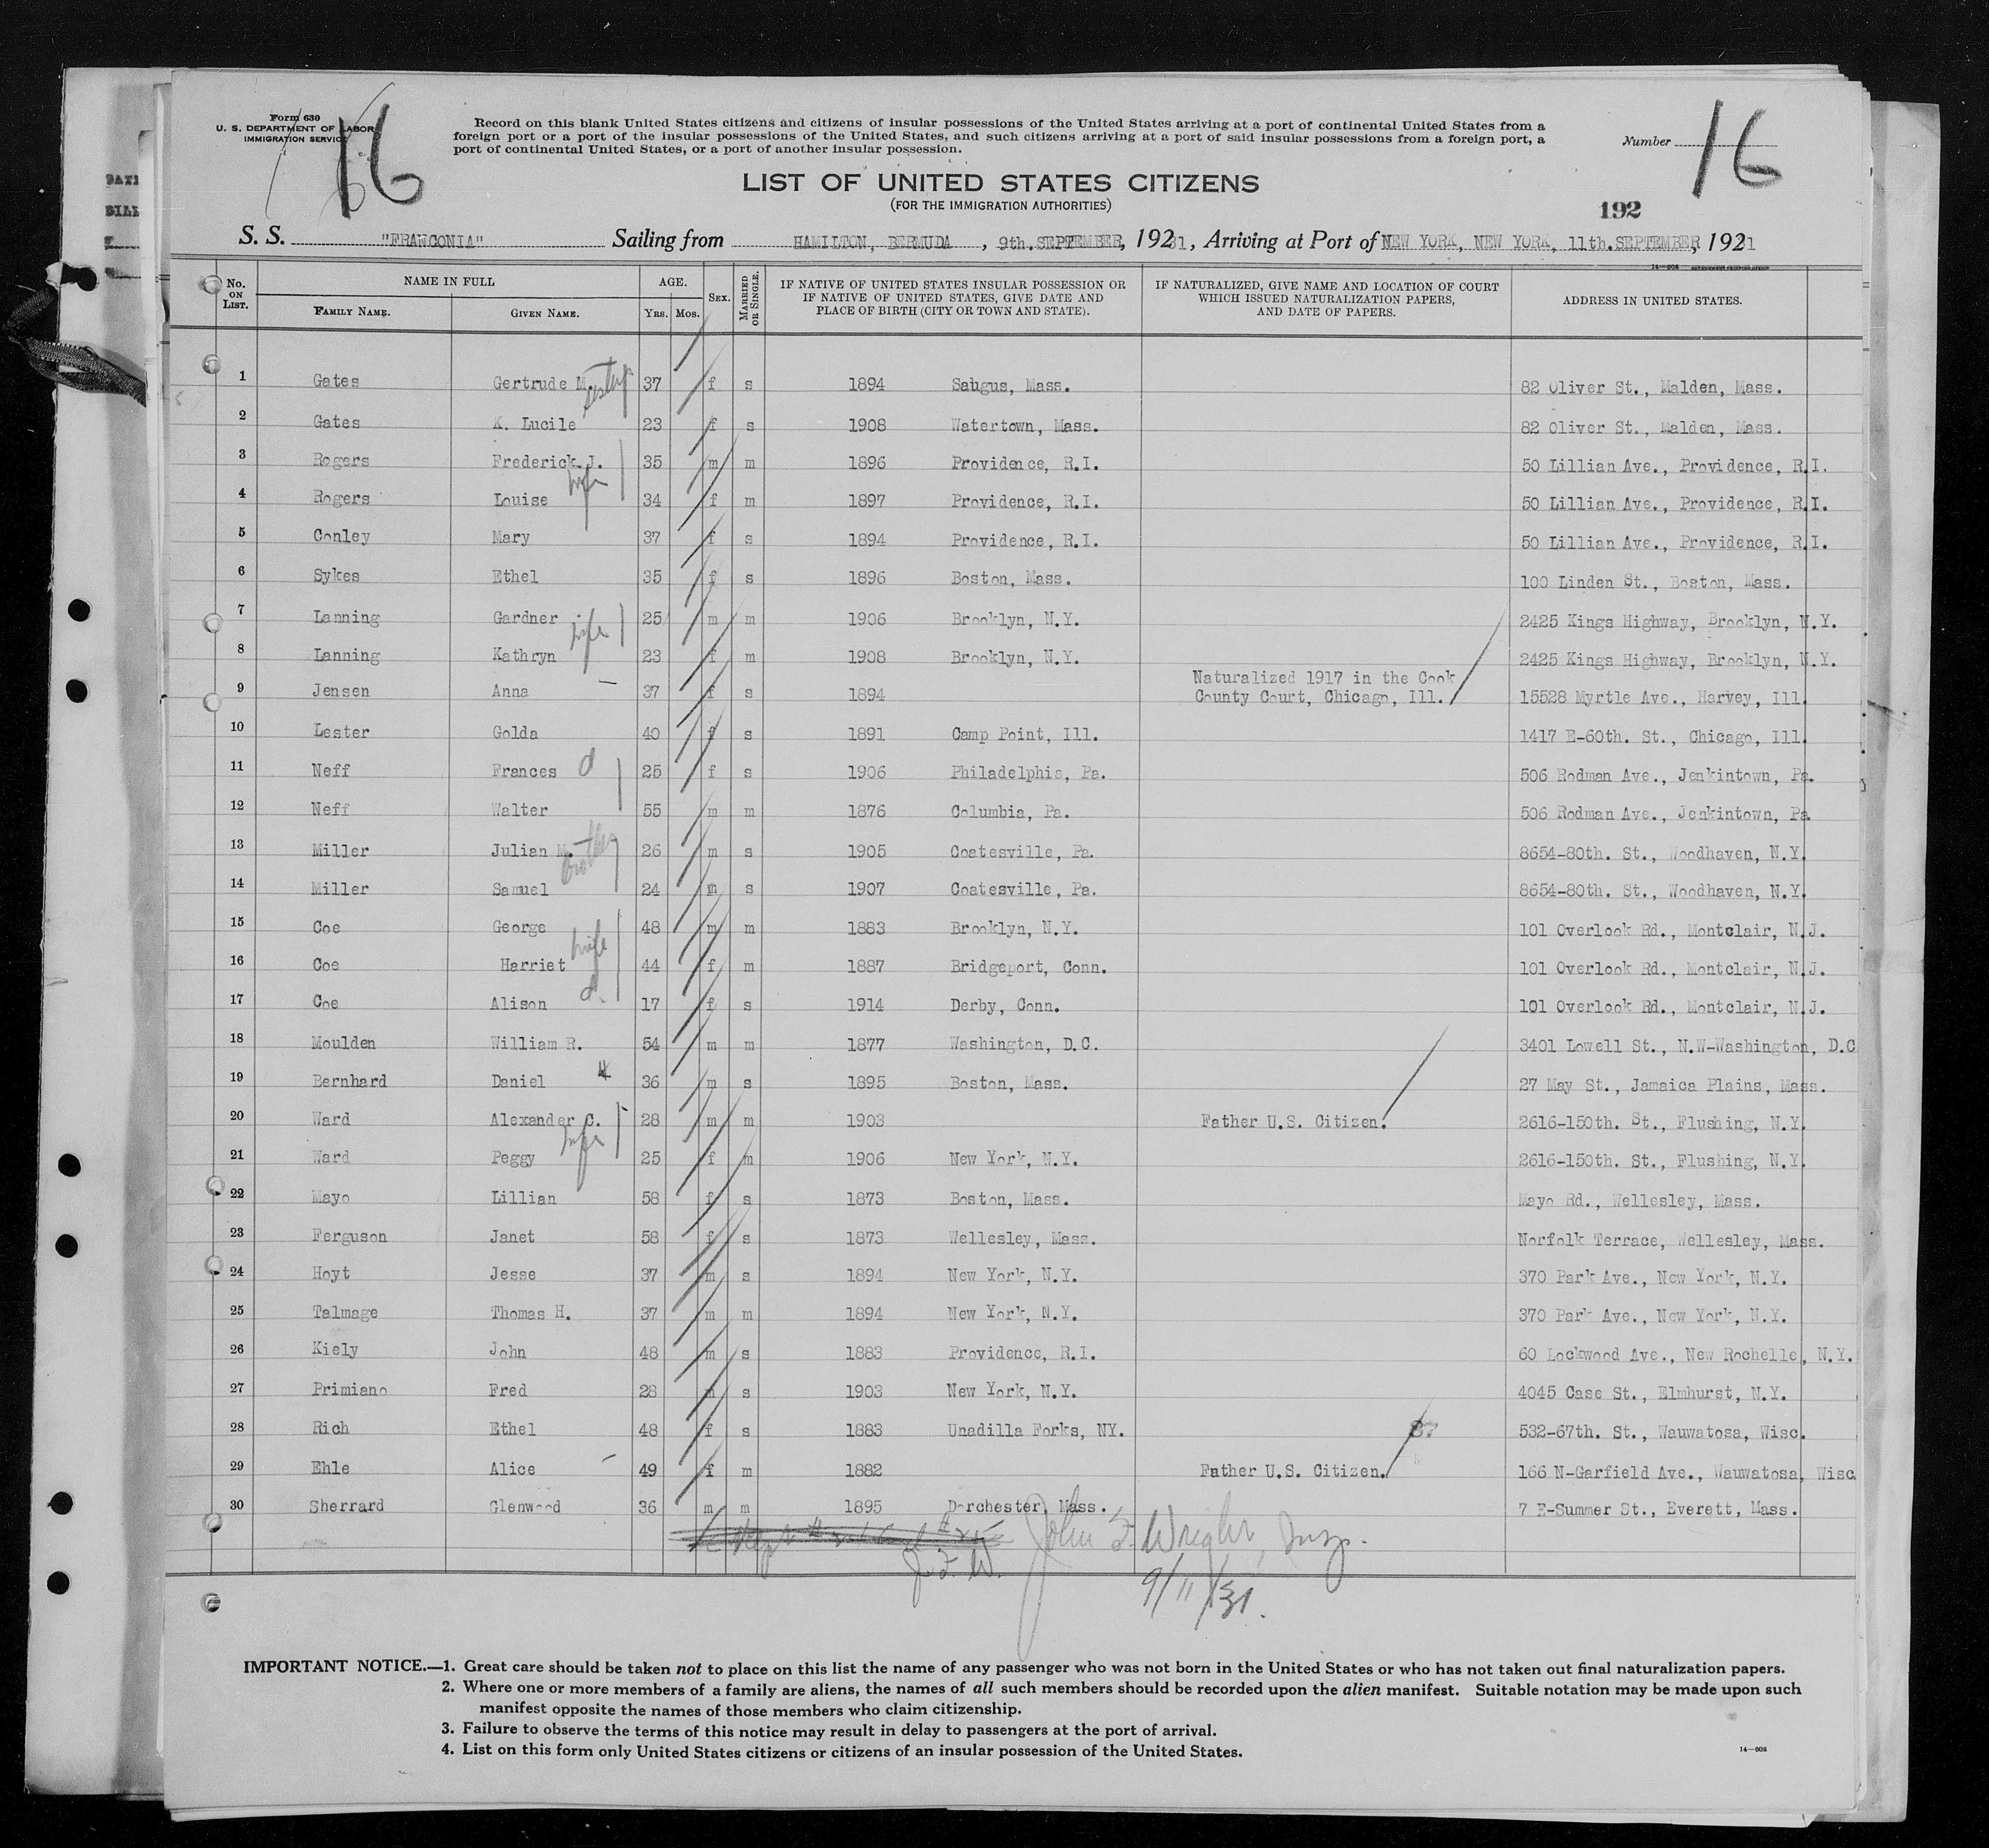 Form 630
U. S. DEPARTMENT OF LABOR
IMMIGRATION SERVICE
16
Record on this blank United States citizens and citizens of insular possessions of the United States arriving at a port of continental United States from a
foreign port or a port of the insular possessions of the United States, and such citizens arriving at a port of said insular possessions from a foreign port, a
port of continental United States, or a port of another insular possession.
Number 16
LIST OF UNITED STATES CITIZENS
(FOR THE IMMIGRATION AUTHORITIES)
192
S. S. "FRANCONIA" Sailing from HAMILTON, BERMUDA, 9th. SEPTEMBER, 1931, Arriving at Port of NEW YORK, NEW YORK, 11th. SEPTEMBER, 1931
14—608 GOVERNMENT PRINTING OFFICE
No. ON LIST. NAME IN FULL FAMILY NAME. GIVEN NAME. AGE. YRS. MOS. SEX. MARRIED OR SINGLE. IF NATIVE OF UNITED STATES INSULAR POSSESSION OR IF NATIVE OF UNITED STATES, GIVE DATE AND PLACE OF BIRTH (CITY OR TOWN AND STATE). IF NATURALIZED, GIVE NAME AND LOCATION OF COURT WHICH ISSUED NATURALIZATION PAPERS, AND DATE OF PAPERS. ADDRESS IN UNITED STATES.
1 Gates Gertrude M. sister 37 f s 1894 Saugus, Mass. 82 Oliver St., Malden, Mass.
2 Gates K. Lucile 23 f s 1908 Watertown, Mass. 82 Oliver St., Malden, Mass.
3 Rogers Frederick J. 35 m m 1896 Providence, R.I. 50 Lillian Ave., Providence, R.I.
4 Rogers Louise wife 34 f m 1897 Providence, R.I. 50 Lillian Ave., Providence, R.I.
5 Conley Mary 37 f s 1894 Providence, R.I. 50 Lillian Ave., Providence, R.I.
6 Sykes Ethel 35 f s 1896 Boston, Mass. 100 Linden St., Boston, Mass.
7 Lanning Gardner 25 m m 1906 Brooklyn, N.Y. 2425 Kings Highway, Brooklyn, N.Y.
8 Lanning Kathryn wife 23 f m 1908 Brooklyn, N.Y. 2425 Kings Highway, Brooklyn, N.Y.
9 Jensen Anna 37 f s 1894 Naturalized 1917 in the Cook County Court, Chicago, Ill. 15528 Myrtle Ave., Harvey, Ill.
10 Lester Golda 40 f s 1891 Camp Point, Ill. 1417 E-60th. St., Chicago, Ill.
11 Neff Frances d 25 f s 1906 Philadelphia, Pa. 506 Rodman Ave., Jenkintown, Pa.
12 Neff Walter 55 m m 1876 Columbia, Pa. 506 Rodman Ave., Jenkintown, Pa.
13 Miller Julian M. brother 26 m s 1905 Coatesville, Pa. 8654-80th. St., Woodhaven, N.Y.
14 Miller Samuel 24 m s 1907 Coatesville, Pa. 8654-80th. St., Woodhaven, N.Y.
15 Coe George 48 m m 1883 Brooklyn, N.Y. 101 Overlook Rd., Montclair, N.J.
16 Coe Harriet wife 44 f m 1887 Bridgeport, Conn. 101 Overlook Rd., Montclair, N.J.
17 Coe Alison d. 17 f s 1914 Derby, Conn. 101 Overlook Rd., Montclair, N.J.
18 Moulden William R. 54 m m 1877 Washington, D.C. 3401 Lowell St., N.W-Washington, D.C
19 Bernhard Daniel 36 m s 1895 Boston, Mass. 27 May St., Jamaica Plains, Mass.
20 Ward Alexander C. 28 m m 1903 Father U.S. Citizen. 2616-150th. St., Flushing, N.Y.
21 Ward Peggy wife 25 f m 1906 New York, N.Y. 2616-150th. St., Flushing, N.Y.
22 Mayo Lillian 58 f s 1873 Boston, Mass. Mayo Rd., Wellesley, Mass.
23 Ferguson Janet 58 f s 1873 Wellesley, Mass. Norfolk Terrace, Wellesley, Mass.
24 Hoyt Jesse 37 m s 1894 New York, N.Y. 370 Park Ave., New York, N.Y.
25 Talmage Thomas H. 37 m m 1894 New York, N.Y. 370 Park Ave., New York, N.Y.
26 Kiely John 48 m s 1883 Providence, R.I. 60 Lockwood Ave., New Rochelle, N.Y.
27 Primiano Fred 28 m s 1903 New York, N.Y. 4045 Case St., Elmhurst, N.Y.
28 Rich Ethel 48 f s 1883 Unadilla Forks, NY. 87 532-67th. St., Wauwatosa, Wisc.
29 Ehle Alice 49 f m 1882 Father U.S. Citizen. 166 N-Garfield Ave., Wauwatosa, Wisc
30 Sherrard Glenwood 36 m m 1895 Dorchester, Mass. 7 E-Summer St., Everett, Mass.
John F. Wright, Insp.
J. F. W.
9/11/31.
IMPORTANT NOTICE.—1. Great care should be taken not to place on this list the name of any passenger who was not born in the United States or who has not taken out final naturalization papers.
2. Where one or more members of a family are aliens, the names of all such members should be recorded upon the alien manifest. Suitable notation may be made upon such
manifest opposite the names of those members who claim citizenship.
3. Failure to observe the terms of this notice may result in delay to passengers at the port of arrival.
4. List on this form only United States citizens or citizens of an insular possession of the United States.
14—608